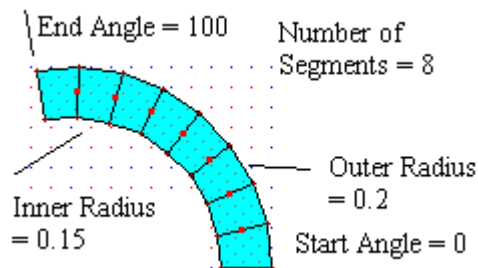 End Angle = 100
Number of
Segments = 8
Outer Radius
= 0.2
Inner Radius
= 0.15
Start Angle = 0